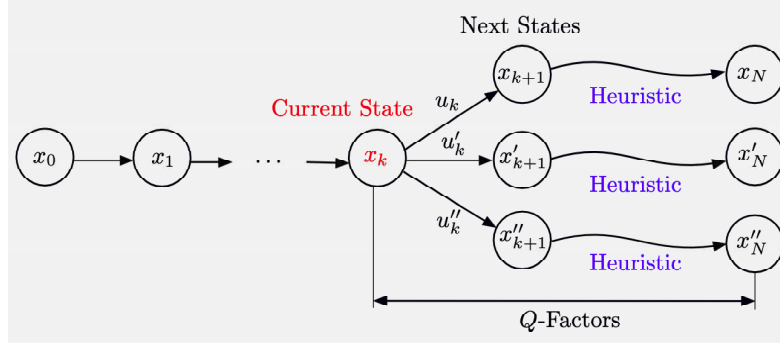 Next States
x_{k+1}
x_N
u_k
Heuristic
Current State
x_0
x_1
...
x_k
u'_k
x'_{k+1}
x'_N
Heuristic
u''_k
x''_{k+1}
x''_N
Heuristic
Q-Factors